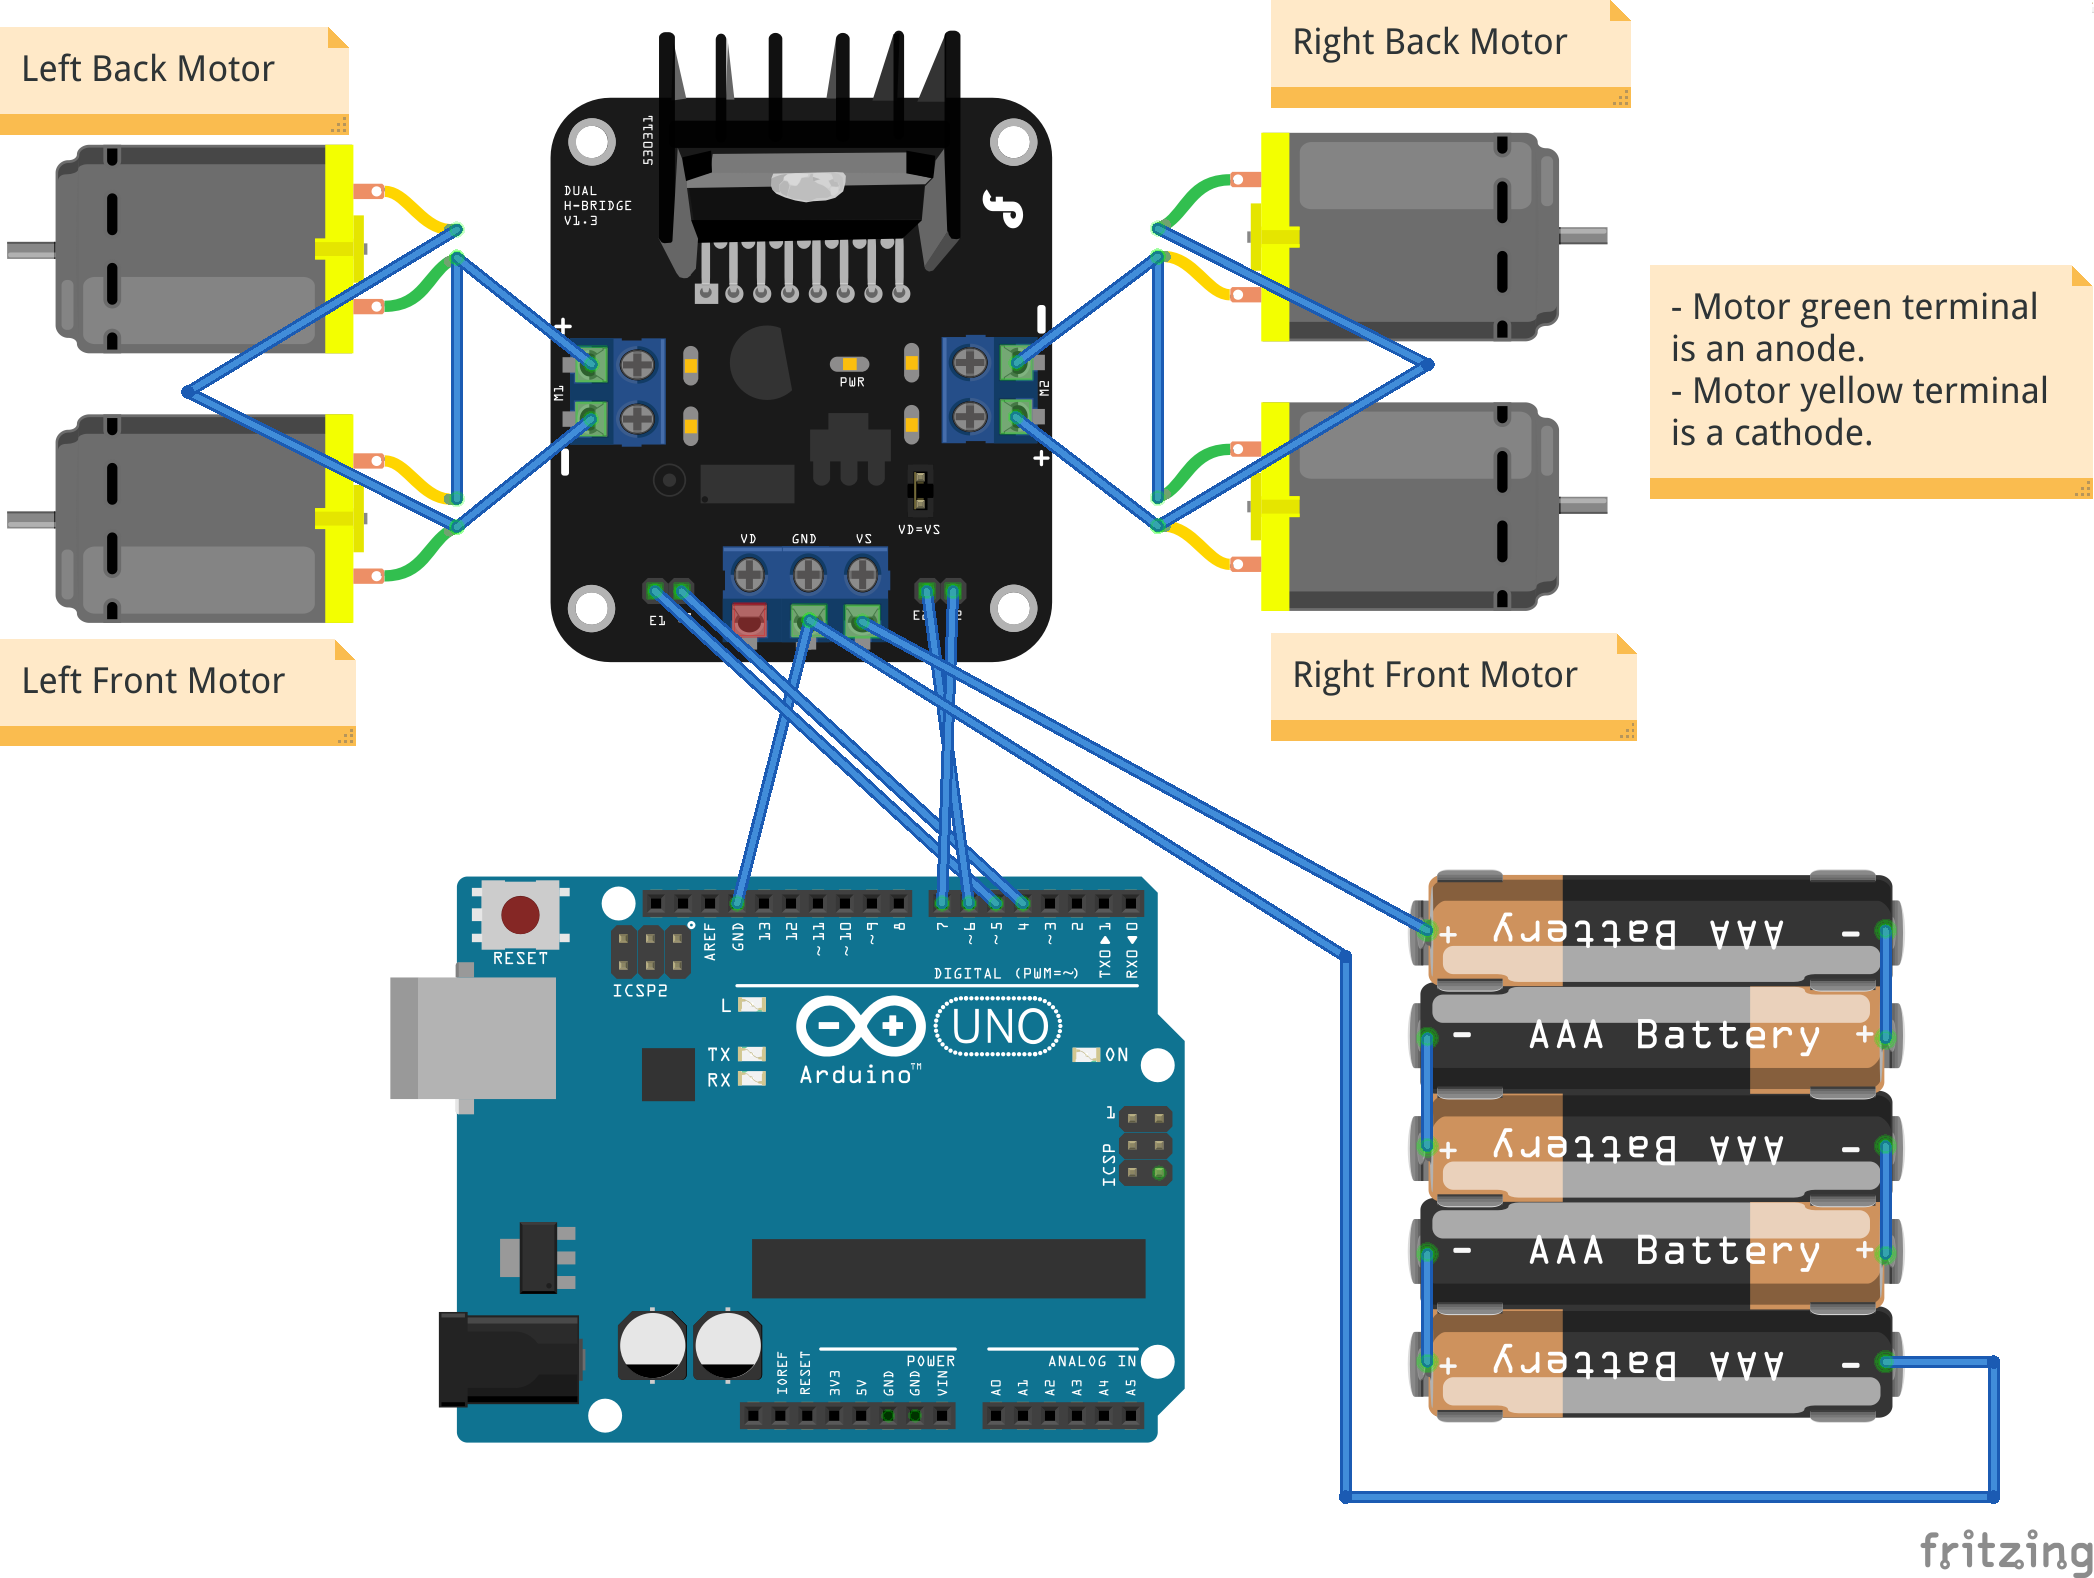 Left Back Motor
Right Back Motor
530311
DUAL
H-BRIDGE
V1.3
- Motor green terminal
is an anode.
- Motor yellow terminal
is a cathode.
+
-
M1
PWR
M2
-
+
VD=VS
VD GND VS
E1
Left Front Motor
Right Front Motor
RESET
ICSP2
AREF
GND
13
12
~11
~10
~9
8
7
~6
~5
4
~3
2
TX0▶1
RX0◀0
DIGITAL (PWM=~)
L
TX
RX
UNO
Arduino™
ON
1
ICSP
+ AAA Battery -
- AAA Battery +
+ AAA Battery -
- AAA Battery +
+ AAA Battery -
POWER
ANALOG IN
IOREF
RESET
3V3
5V
GND
GND
VIN
A0
A1
A2
A3
A4
A5
fritzing